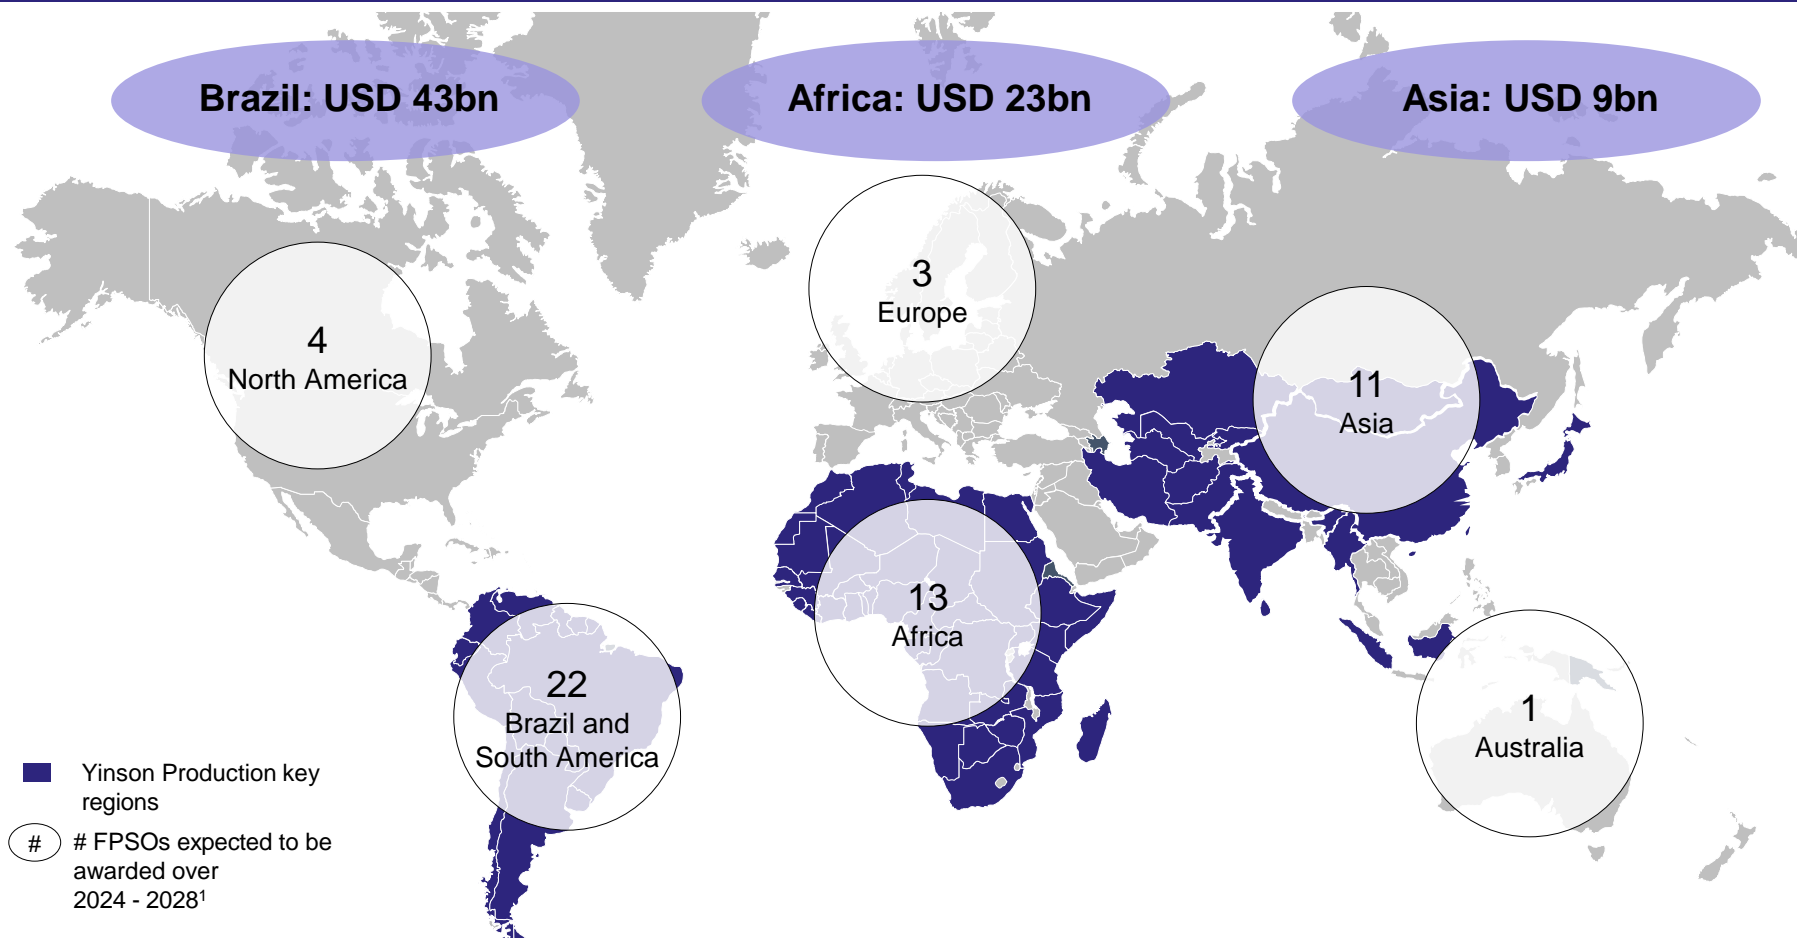 Brazil: USD 43bn
Africa: USD 23bn
Asia: USD 9bn
3
Europe
4
North America
11
Asia
13
Africa
22
Brazil and
South America
1
Australia
Yinson Production key
regions
#
# FPSOs expected to be
awarded over
2024 - 2028¹